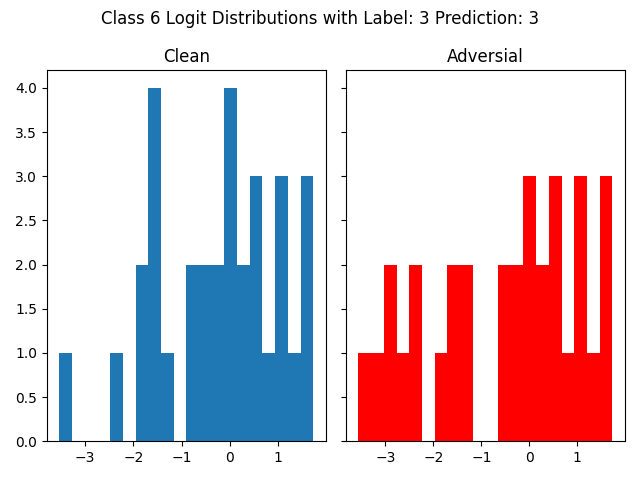 Class 6 Logit Distributions with Label: 3 Prediction: 3
Clean
Adversial
4.0
3.5
3.0
2.5
2.0
1.5
1.0
0.5
0.0
−3 −2 −1 0 1
−3 −2 −1 0 1